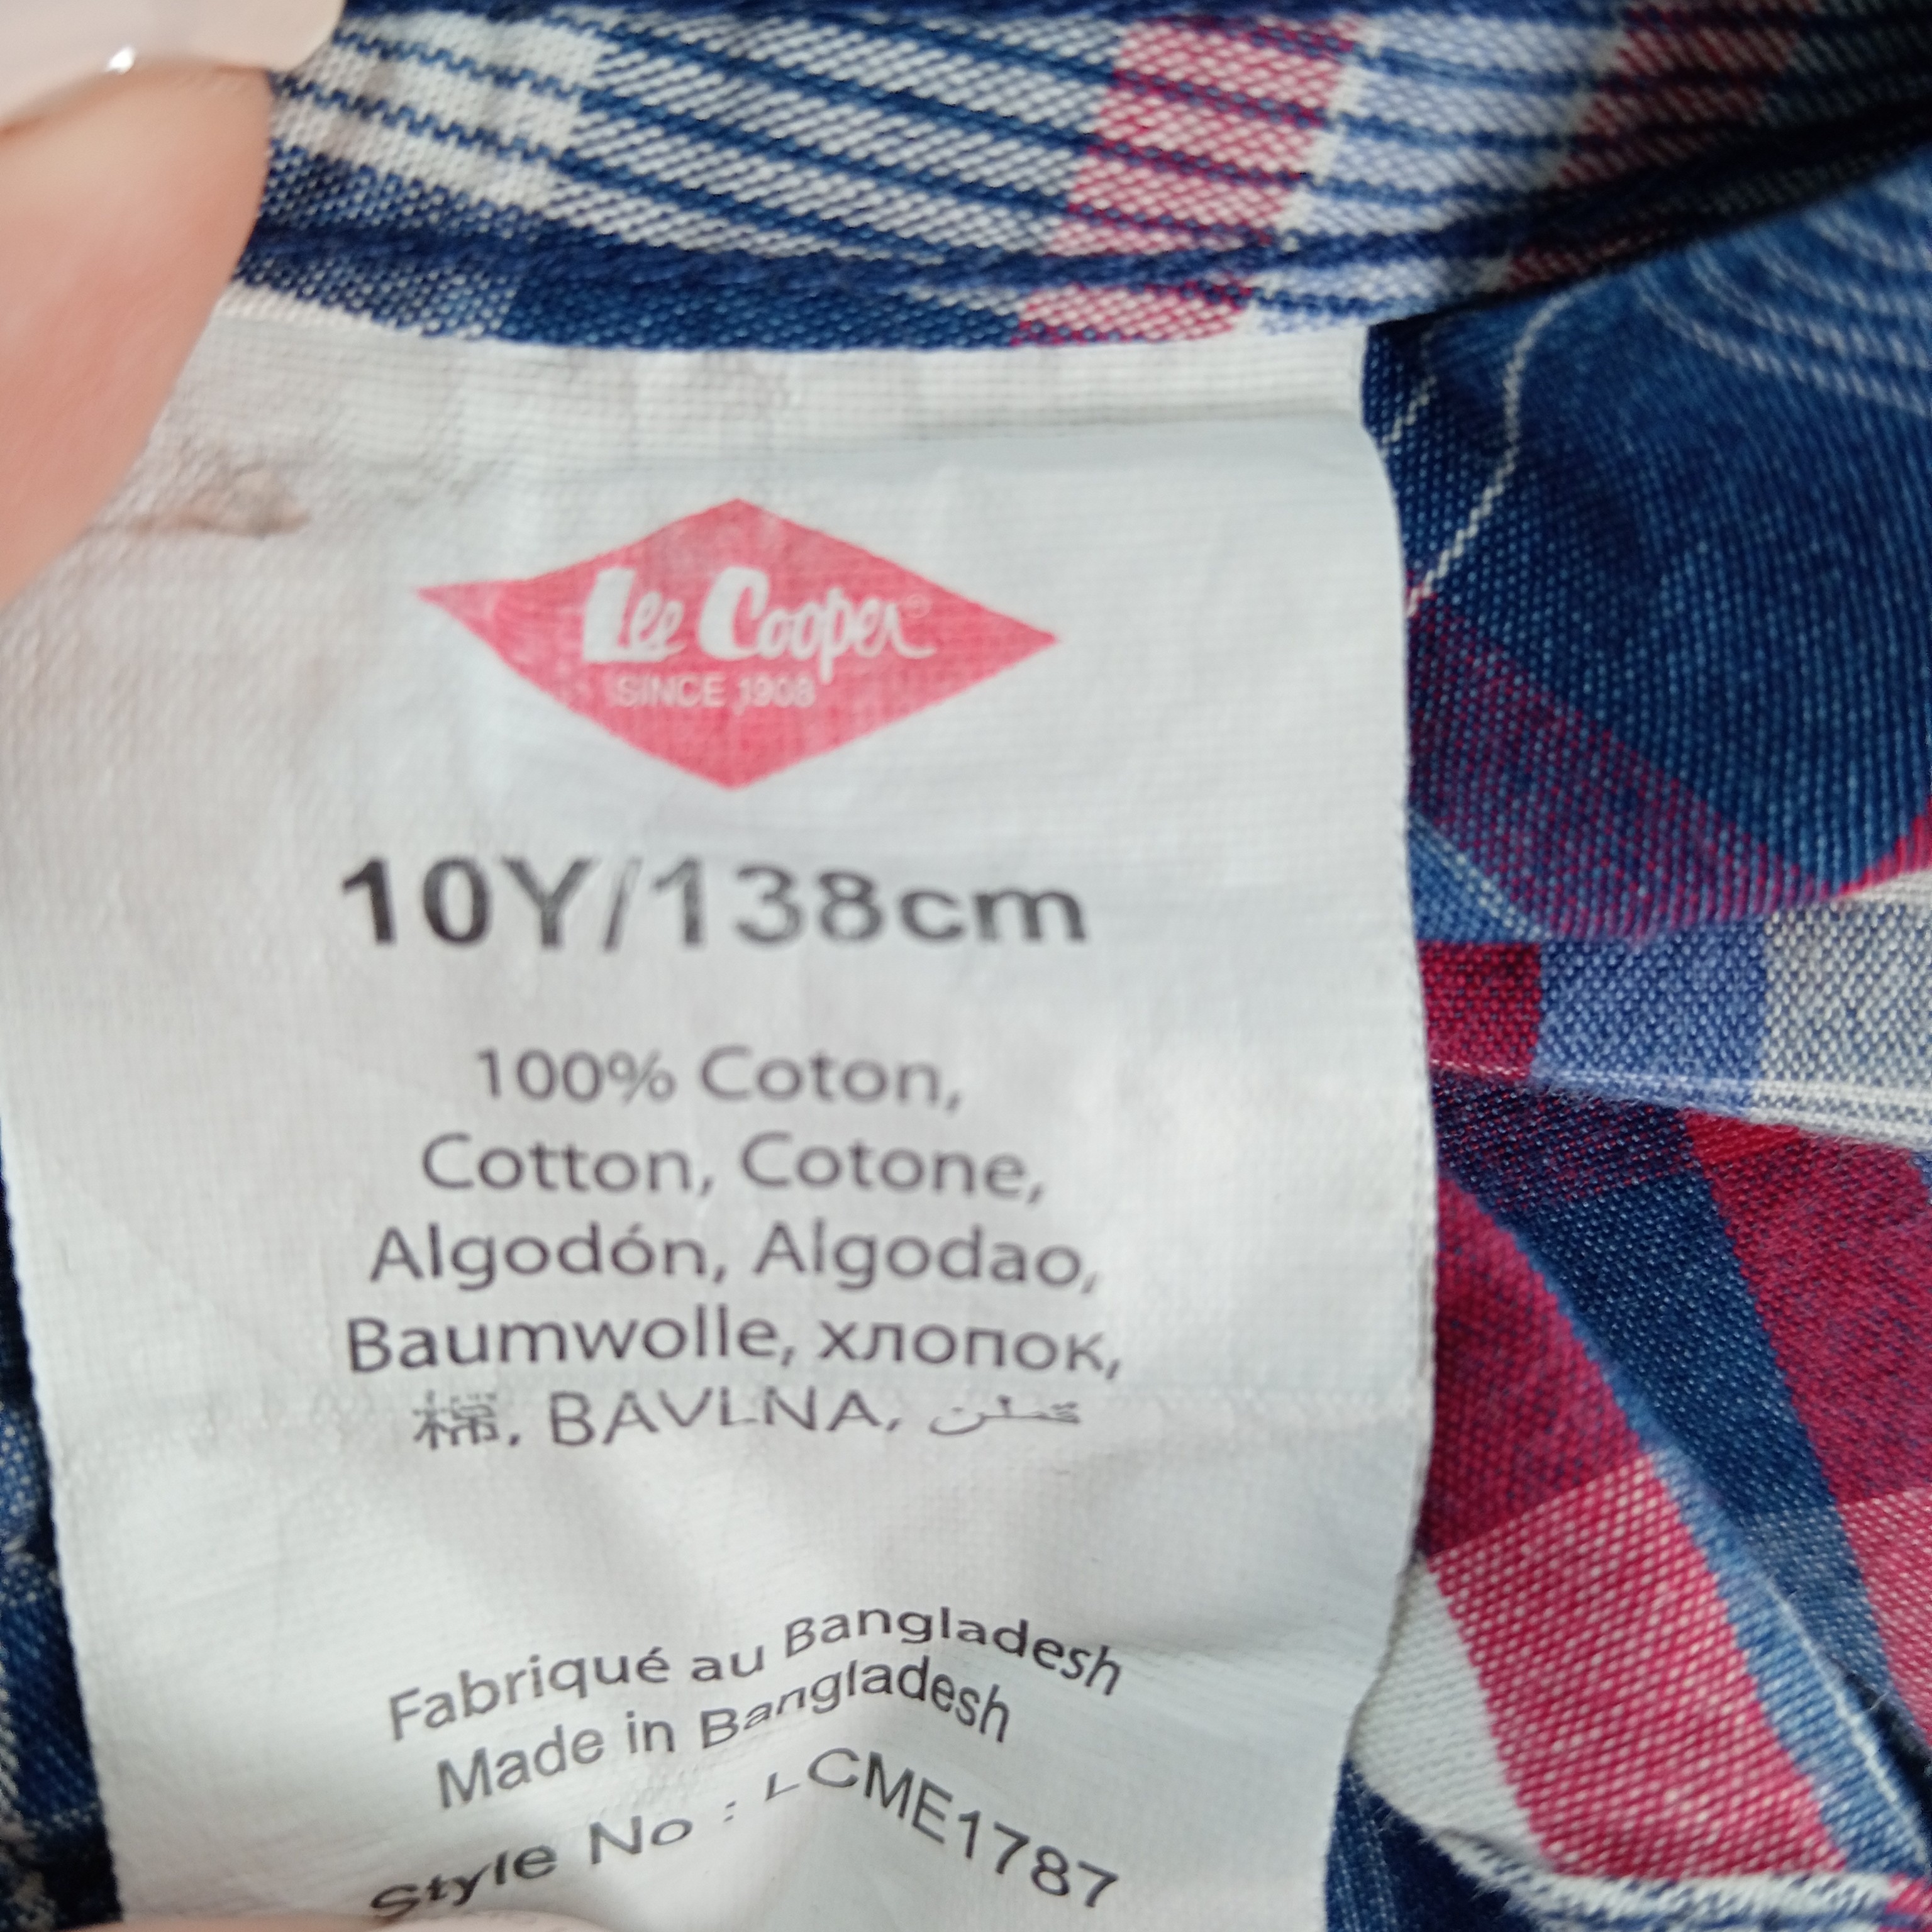 Lee Cooper®
SINCE 1908
10Y/138cm
100% Coton,
Cotton, Cotone,
Algodón, Algodao,
Baumwolle, хлопок,
棉, BAVLNA, قطن
Fabriqué au Bangladesh
Made in Bangladesh
Style No : LCME1787